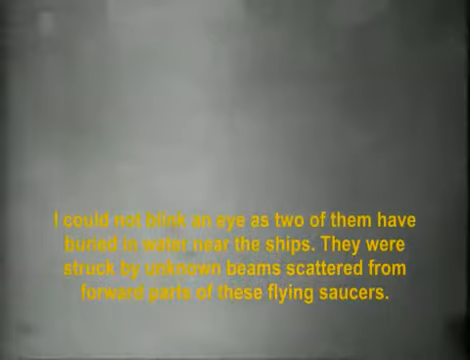 I could not blink an eye as two of them have
buried in water near the ships. They were
struck by unknown beams scattered from
forward parts of these flying saucers.